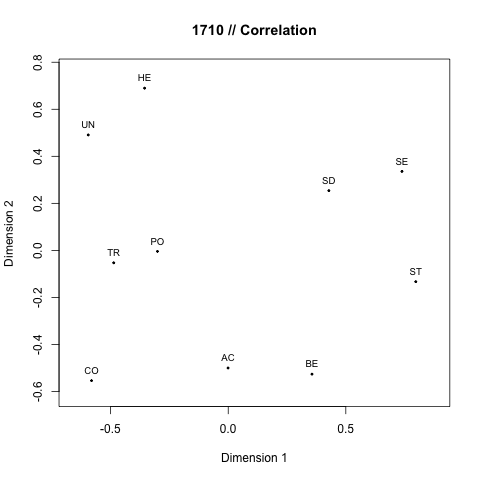 1710 // Correlation
Dimension 2
0.8
0.6
0.4
0.2
0.0
-0.2
-0.4
-0.6
HE
UN
SE
SD
PO
TR
ST
AC
BE
CO
-0.5
0.0
0.5
Dimension 1